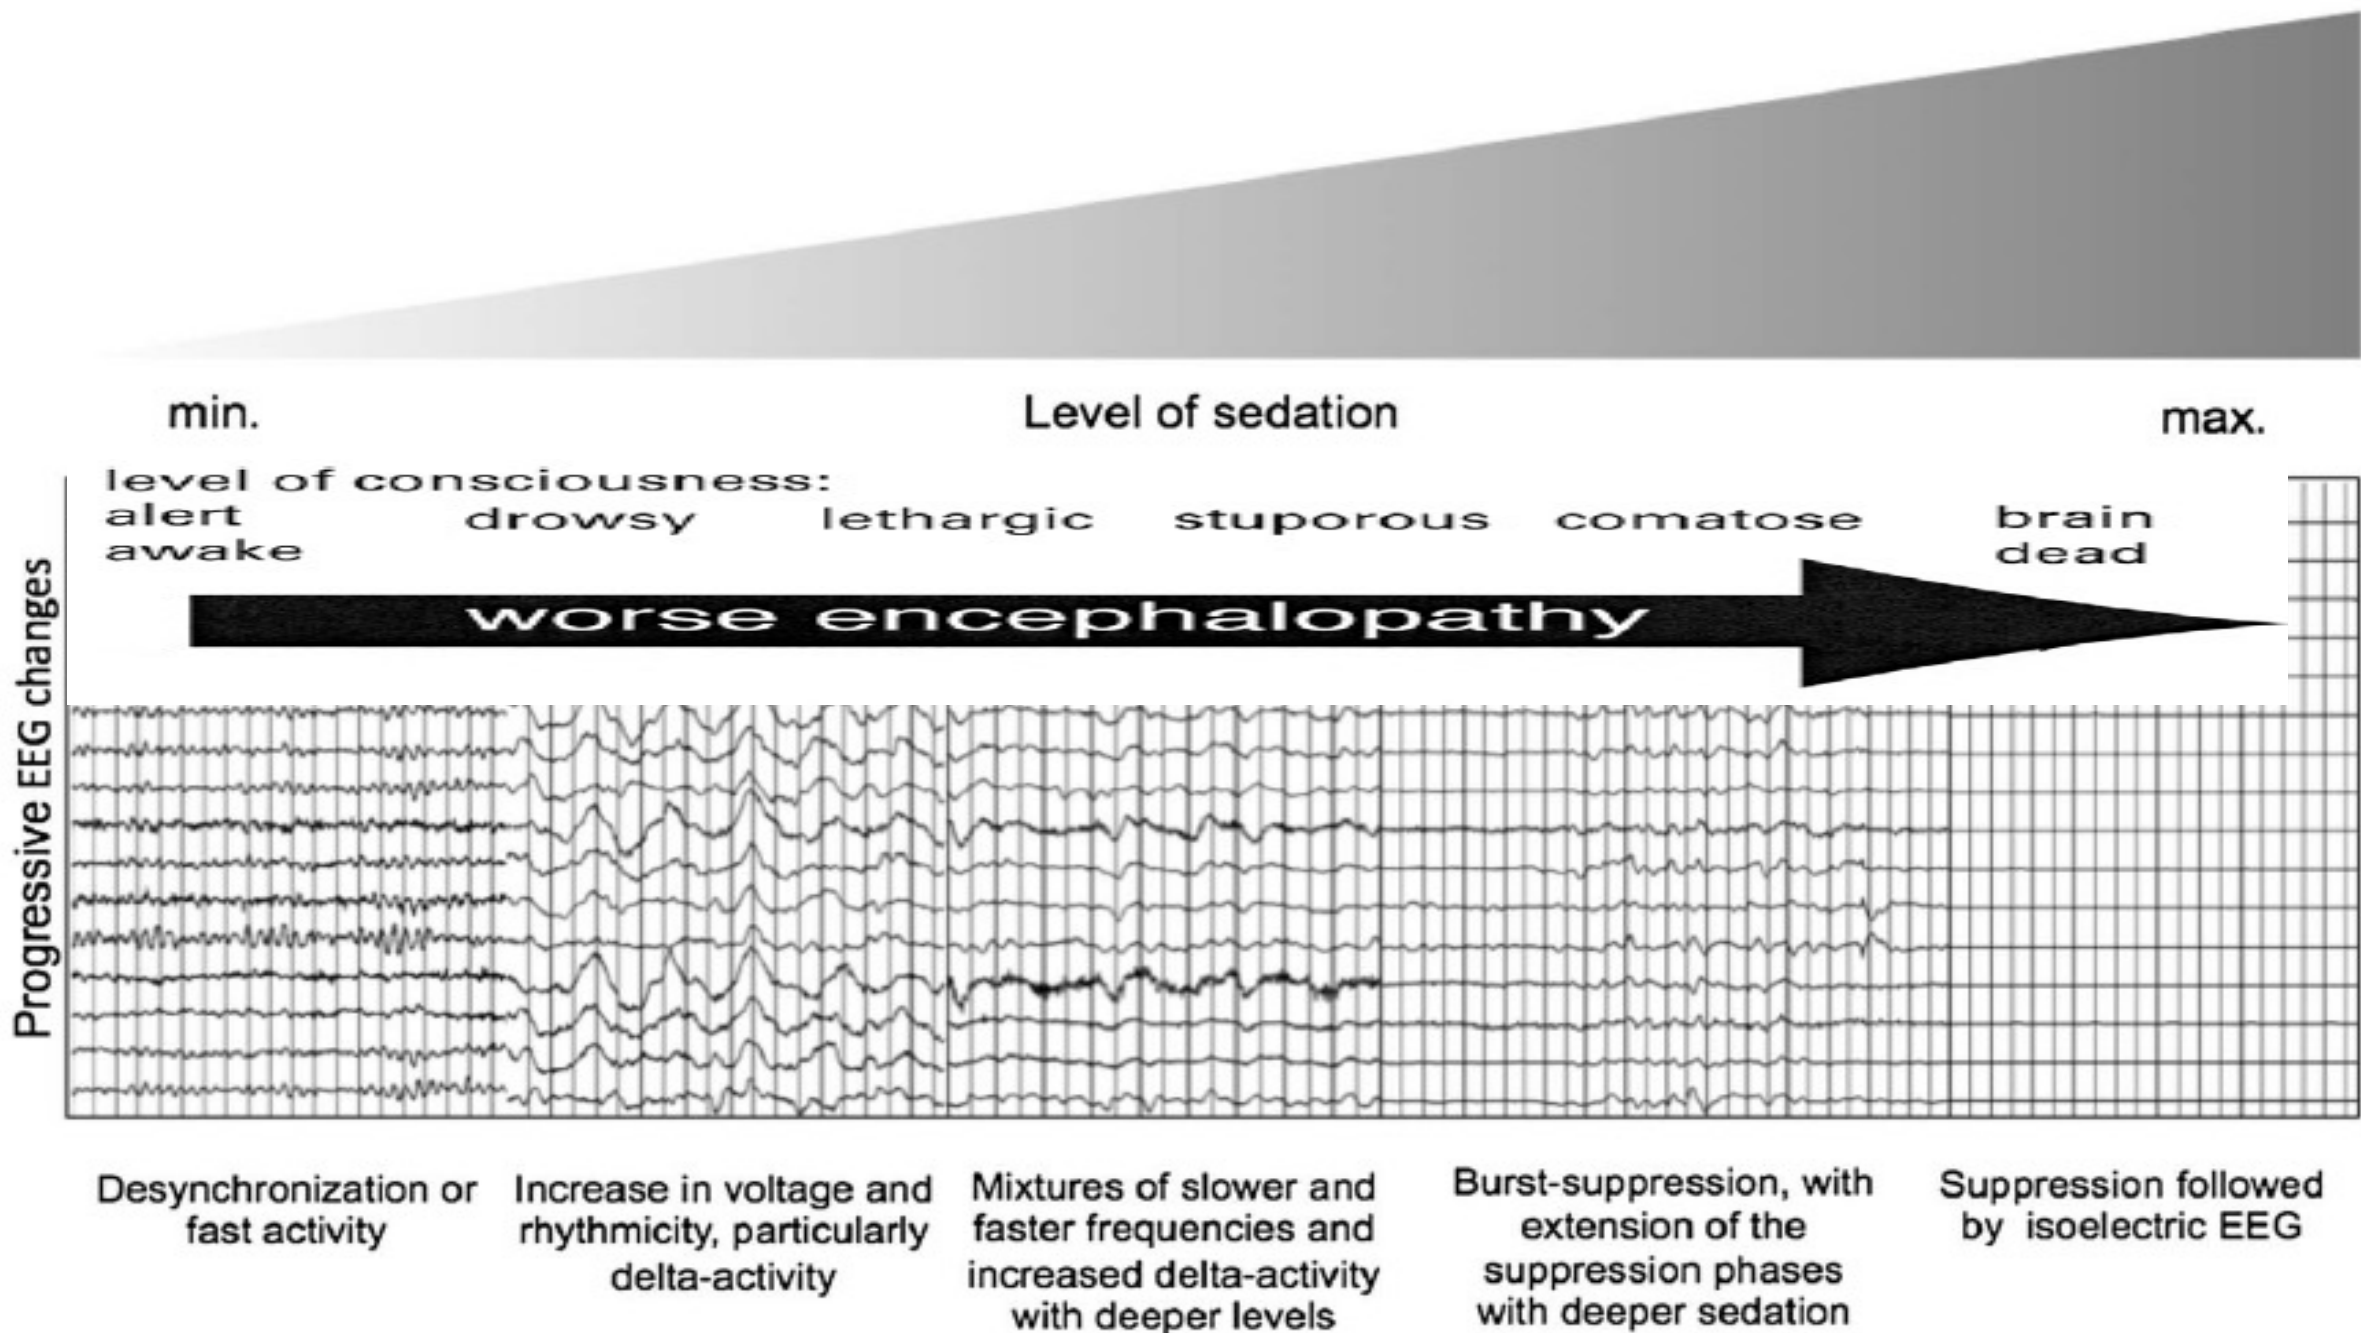 min. Level of sedation max.
level of consciousness:
alert drowsy lethargic stuporous comatose brain
awake dead
worse encephalopathy
Progressive EEG changes
Desynchronization or
fast activity
Increase in voltage and
rhythmicity, particularly
delta-activity
Mixtures of slower and
faster frequencies and
increased delta-activity
with deeper levels
Burst-suppression, with
extension of the
suppression phases
with deeper sedation
Suppression followed
by isoelectric EEG